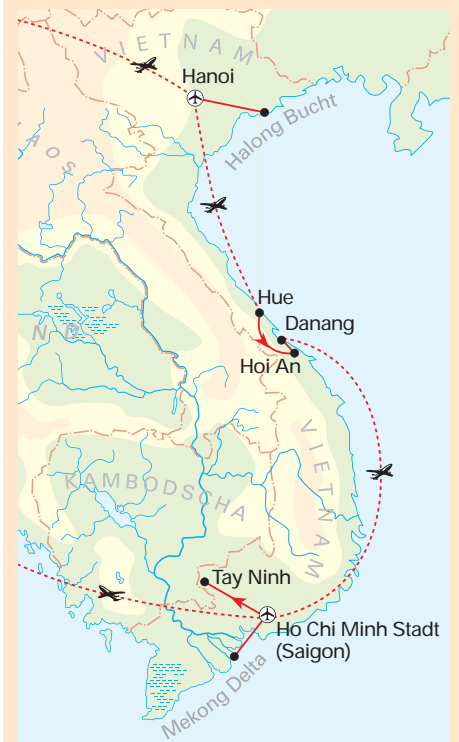 VIETNAM
Hanoi
Halong Bucht
LAOS
Hue
Danang
ND
Hoi An
VIETNAM
KAMBODSCHA
Tay Ninh
Ho Chi Minh Stadt
(Saigon)
Mekong Delta